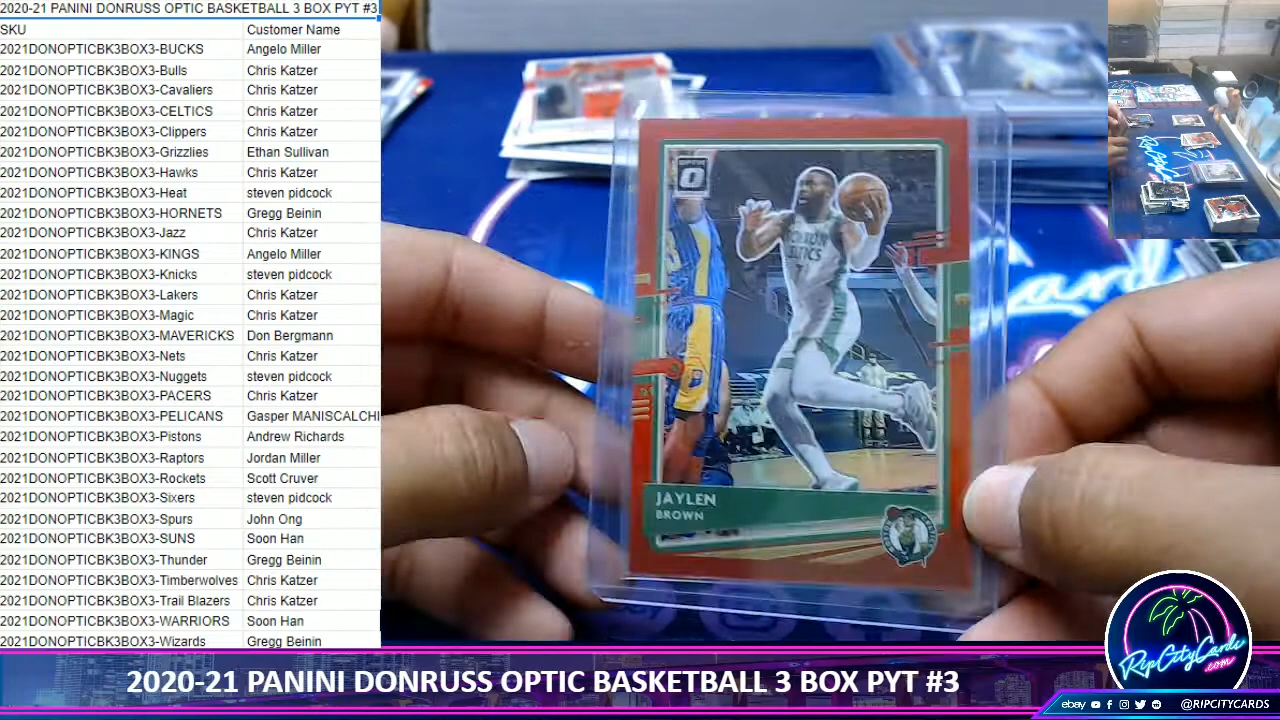 2020-21 PANINI DONRUSS OPTIC BASKETBALL 3 BOX PYT #3
SKU Customer Name
2021DONOPTICBK3BOX3-BUCKS Angelo Miller
2021DONOPTICBK3BOX3-Bulls Chris Katzer
2021DONOPTICBK3BOX3-Cavaliers Chris Katzer
2021DONOPTICBK3BOX3-CELTICS Chris Katzer
2021DONOPTICBK3BOX3-Clippers Chris Katzer
2021DONOPTICBK3BOX3-Grizzlies Ethan Sullivan
2021DONOPTICBK3BOX3-Hawks Chris Katzer
2021DONOPTICBK3BOX3-Heat steven pidcock
2021DONOPTICBK3BOX3-HORNETS Gregg Beinin
2021DONOPTICBK3BOX3-Jazz Chris Katzer
2021DONOPTICBK3BOX3-KINGS Angelo Miller
2021DONOPTICBK3BOX3-Knicks steven pidcock
2021DONOPTICBK3BOX3-Lakers Chris Katzer
2021DONOPTICBK3BOX3-Magic Chris Katzer
2021DONOPTICBK3BOX3-MAVERICKS Don Bergmann
2021DONOPTICBK3BOX3-Nets Chris Katzer
2021DONOPTICBK3BOX3-Nuggets steven pidcock
2021DONOPTICBK3BOX3-PACERS Chris Katzer
2021DONOPTICBK3BOX3-PELICANS Gasper MANISCALCHI
2021DONOPTICBK3BOX3-Pistons Andrew Richards
2021DONOPTICBK3BOX3-Raptors Jordan Miller
2021DONOPTICBK3BOX3-Rockets Scott Cruver
2021DONOPTICBK3BOX3-Sixers steven pidcock
2021DONOPTICBK3BOX3-Spurs John Ong
2021DONOPTICBK3BOX3-SUNS Soon Han
2021DONOPTICBK3BOX3-Thunder Gregg Beinin
2021DONOPTICBK3BOX3-Timberwolves Chris Katzer
2021DONOPTICBK3BOX3-Trail Blazers Chris Katzer
2021DONOPTICBK3BOX3-WARRIORS Soon Han
2021DONOPTICBK3BOX3-Wizards Gregg Beinin
JAYLEN
BROWN
RipCityCards
.com
2020-21 PANINI DONRUSS OPTIC BASKETBALL 3 BOX PYT #3
ebay @RIPCITYCARDS